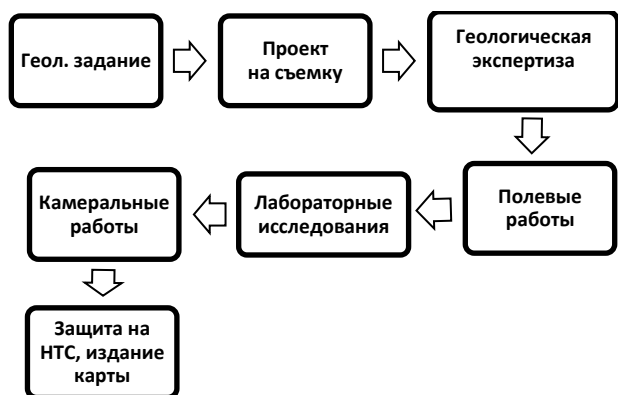 Геол. задание
Проект
на съемку
Геологическая
экспертиза
Полевые
работы
Лабораторные
исследования
Камеральные
работы
Защита на
НТС, издание
карты